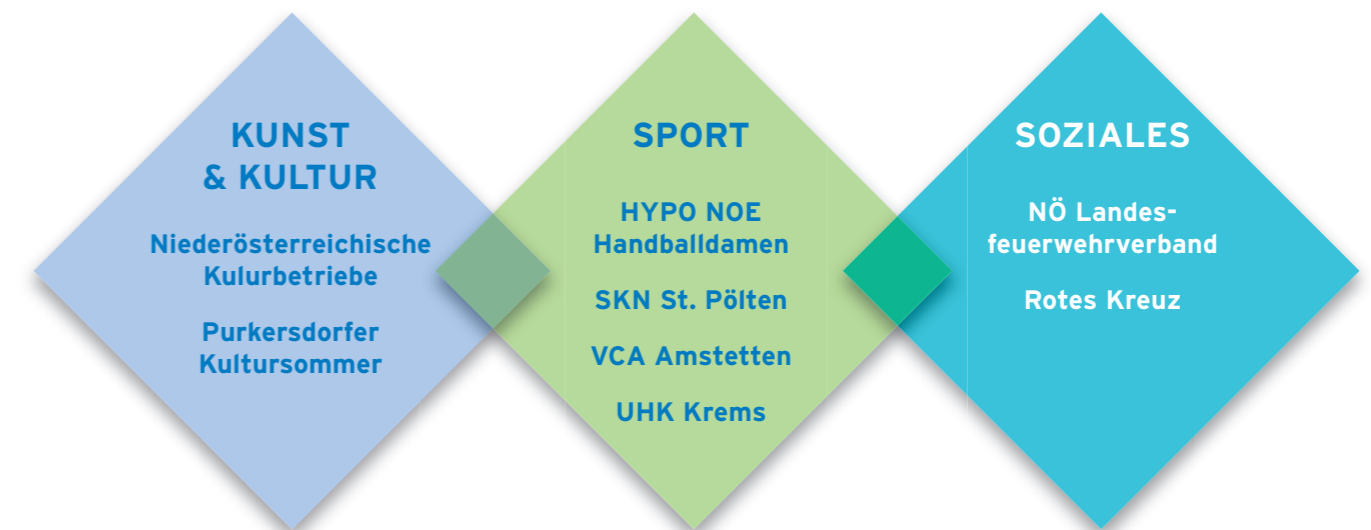 KUNST
& KULTUR
Niederösterreichische
Kulurbetriebe
Purkersdorfer
Kultursommer
SPORT
HYPO NOE
Handballdamen
SKN St. Pölten
VCA Amstetten
UHK Krems
SOZIALES
NÖ Landes-
feuerwehrverband
Rotes Kreuz